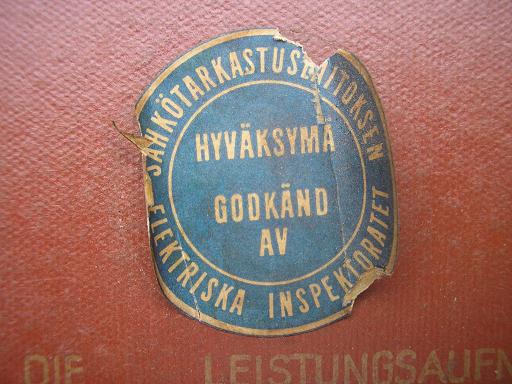 SÄHKÖTARKASTUSLAITOKSEN
HYVÄKSYMÄ
GODKÄND
AV
ELEKTRISKA INSPEKTORATET
DIE LEISTUNGSAUFN